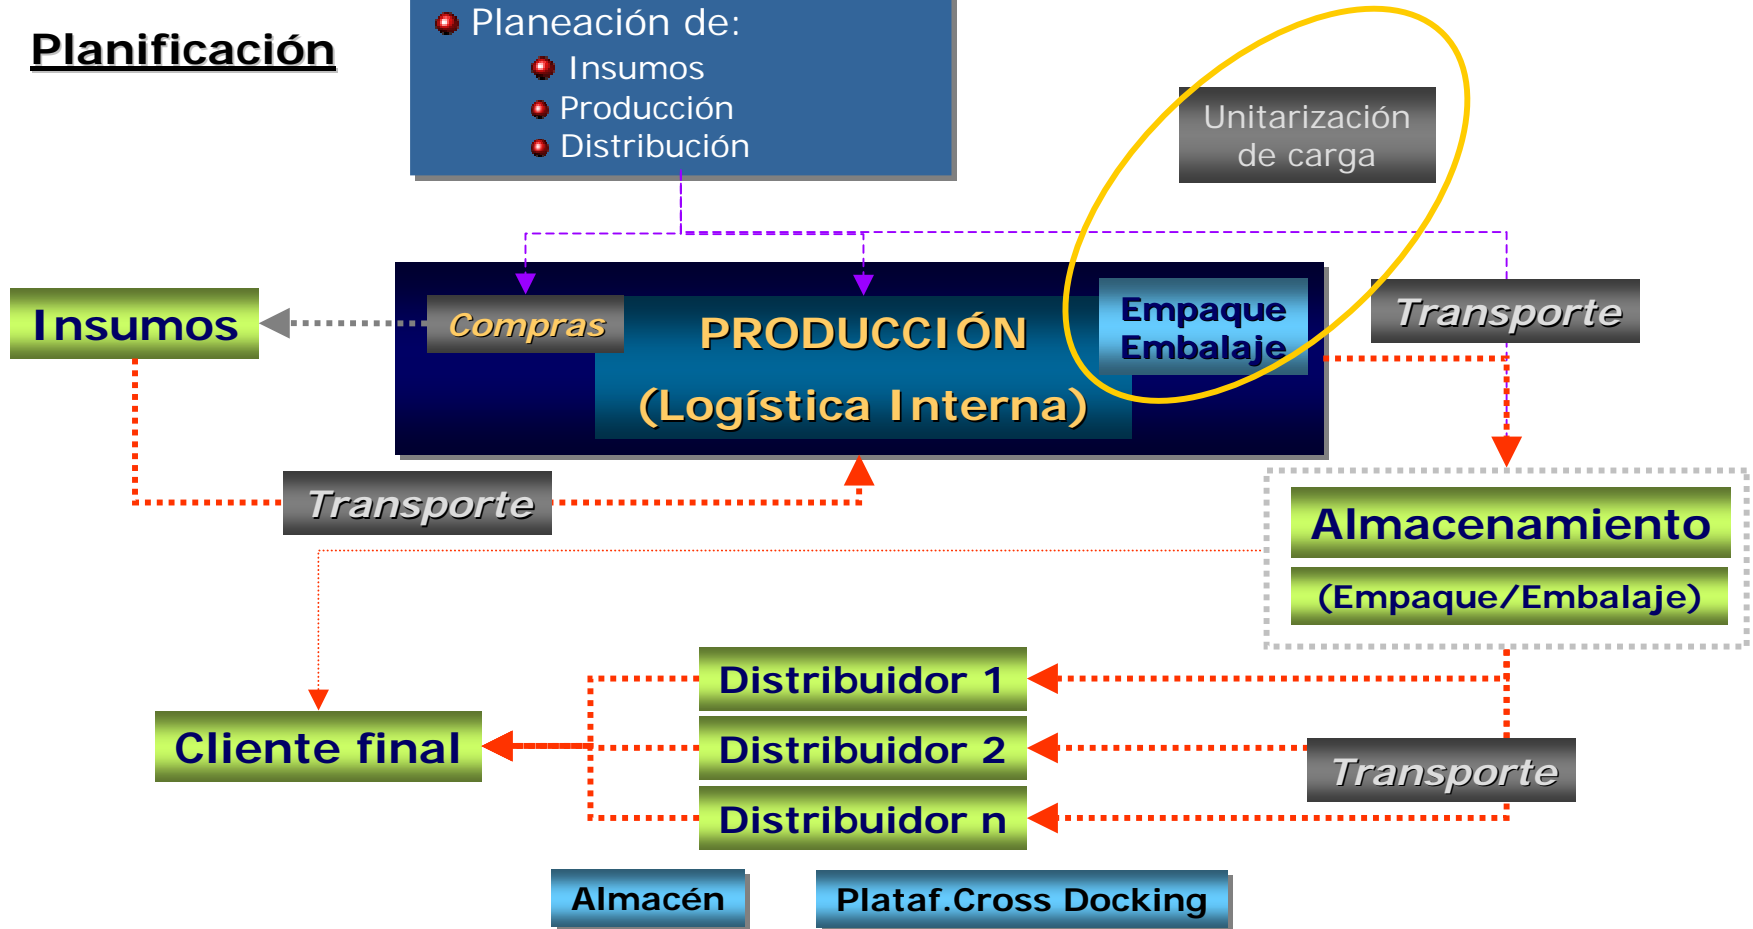 Planificación
Planeación de:
Insumos
Producción
Distribución
Unitarización
de carga
Insumos
Compras
PRODUCCIÓN
(Logística Interna)
Empaque
Embalaje
Transporte
Transporte
Almacenamiento
(Empaque/Embalaje)
Distribuidor 1
Cliente final
Distribuidor 2
Transporte
Distribuidor n
Almacén
Plataf.Cross Docking